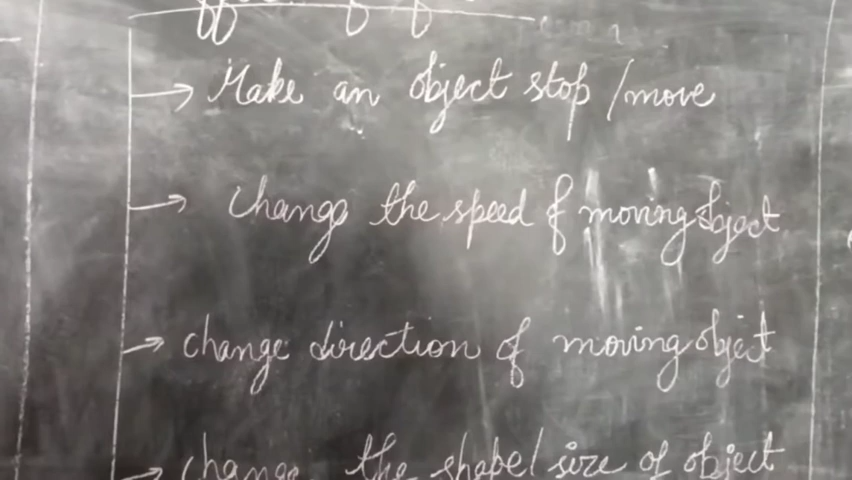 → Make an object stop /move
→ change the speed of moving object
→ change direction of moving object
→ change the shape/ size of object